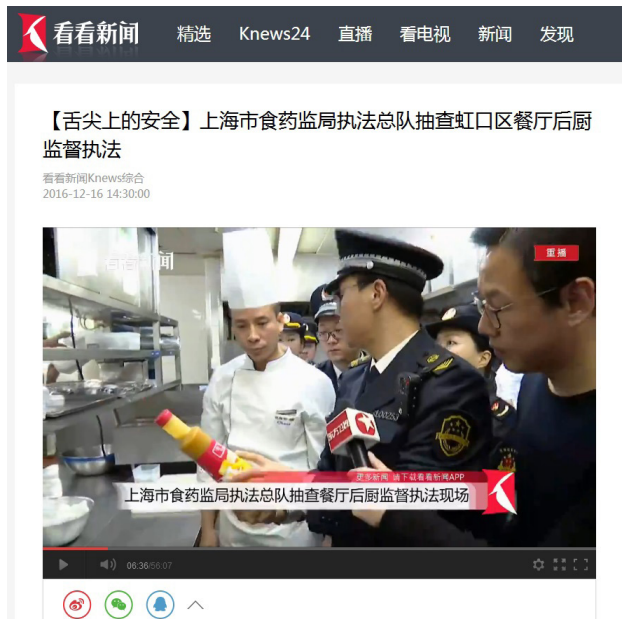 看看新闻 精选 Knews24 直播 看电视 新闻 发现
【舌尖上的安全】上海市食药监局执法总队抽查虹口区餐厅后厨
监督执法
看看新闻Knews综合
2016-12-16 14:30:00
看看新闻
重播
更多新闻 请下载看看新闻APP
上海市食药监局执法总队抽查餐厅后厨监督执法现场
06:36/56:07